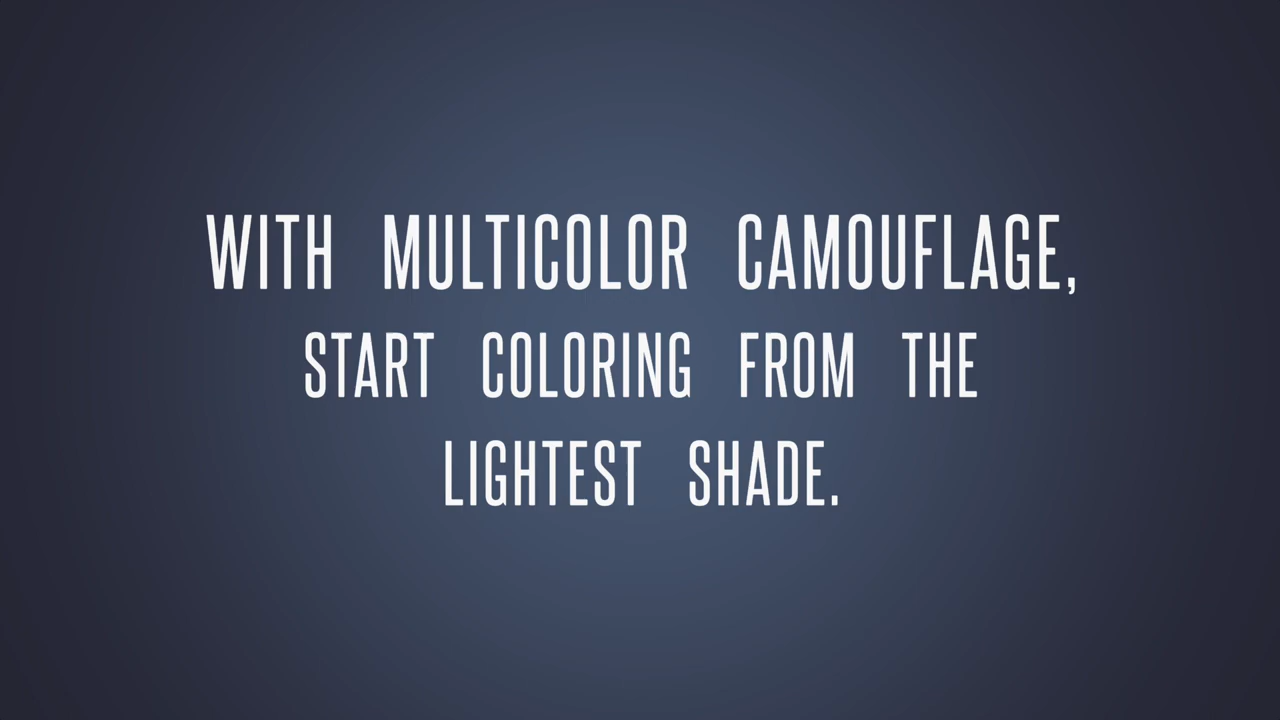 WITH MULTICOLOR CAMOUFLAGE,
START COLORING FROM THE
LIGHTEST SHADE.